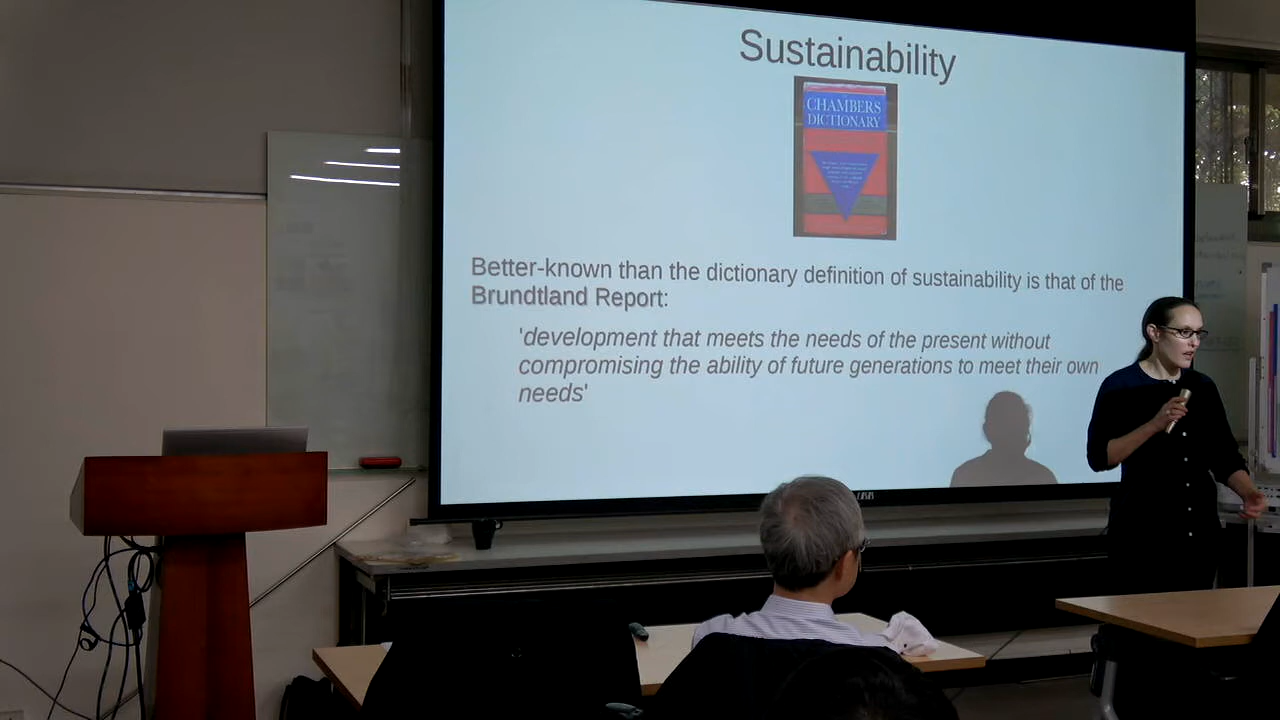 Sustainability
CHAMBERS
DICTIONARY
Better-known than the dictionary definition of sustainability is that of the
Brundtland Report:
'development that meets the needs of the present without
compromising the ability of future generations to meet their own
needs'